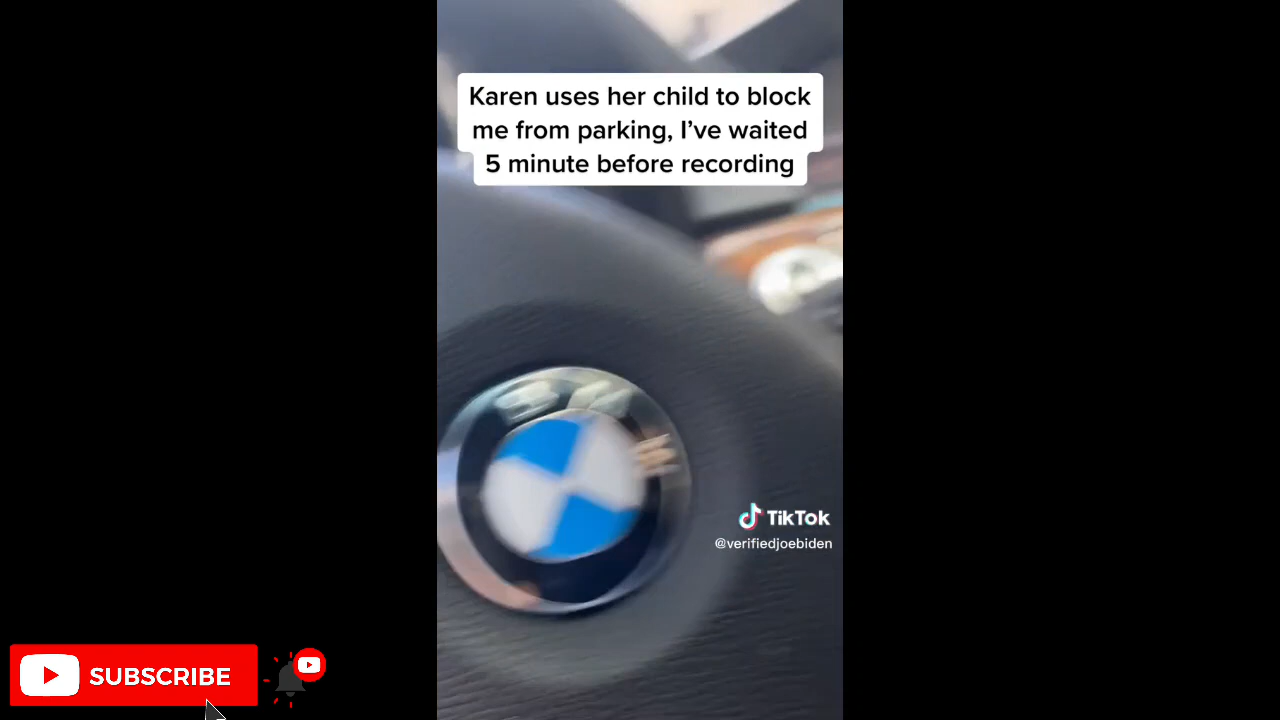 Karen uses her child to block
me from parking, I’ve waited
5 minute before recording
TikTok
@verifiedjoebiden
SUBSCRIBE